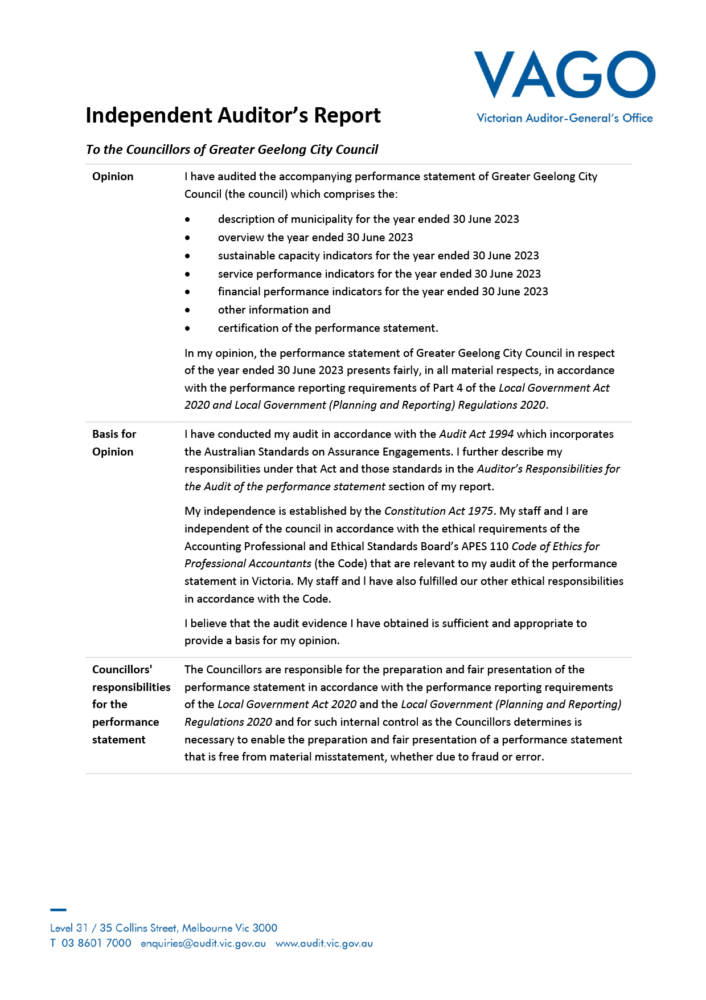 VAGO
Victorian Auditor-General's Office
Independent Auditor’s Report
To the Councillors of Greater Geelong City Council
Opinion
I have audited the accompanying performance statement of Greater Geelong City
Council (the council) which comprises the:
• description of municipality for the year ended 30 June 2023
• overview the year ended 30 June 2023
• sustainable capacity indicators for the year ended 30 June 2023
• service performance indicators for the year ended 30 June 2023
• financial performance indicators for the year ended 30 June 2023
• other information and
• certification of the performance statement.
In my opinion, the performance statement of Greater Geelong City Council in respect
of the year ended 30 June 2023 presents fairly, in all material respects, in accordance
with the performance reporting requirements of Part 4 of the Local Government Act
2020 and Local Government (Planning and Reporting) Regulations 2020.
Basis for
Opinion
I have conducted my audit in accordance with the Audit Act 1994 which incorporates
the Australian Standards on Assurance Engagements. I further describe my
responsibilities under that Act and those standards in the Auditor’s Responsibilities for
the Audit of the performance statement section of my report.
My independence is established by the Constitution Act 1975. My staff and I are
independent of the council in accordance with the ethical requirements of the
Accounting Professional and Ethical Standards Board’s APES 110 Code of Ethics for
Professional Accountants (the Code) that are relevant to my audit of the performance
statement in Victoria. My staff and l have also fulfilled our other ethical responsibilities
in accordance with the Code.
I believe that the audit evidence I have obtained is sufficient and appropriate to
provide a basis for my opinion.
Councillors'
responsibilities
for the
performance
statement
The Councillors are responsible for the preparation and fair presentation of the
performance statement in accordance with the performance reporting requirements
of the Local Government Act 2020 and the Local Government (Planning and Reporting)
Regulations 2020 and for such internal control as the Councillors determines is
necessary to enable the preparation and fair presentation of a performance statement
that is free from material misstatement, whether due to fraud or error.
Level 31 / 35 Collins Street, Melbourne Vic 3000
T 03 8601 7000 enquiries@audit.vic.gov.au www.audit.vic.gov.au